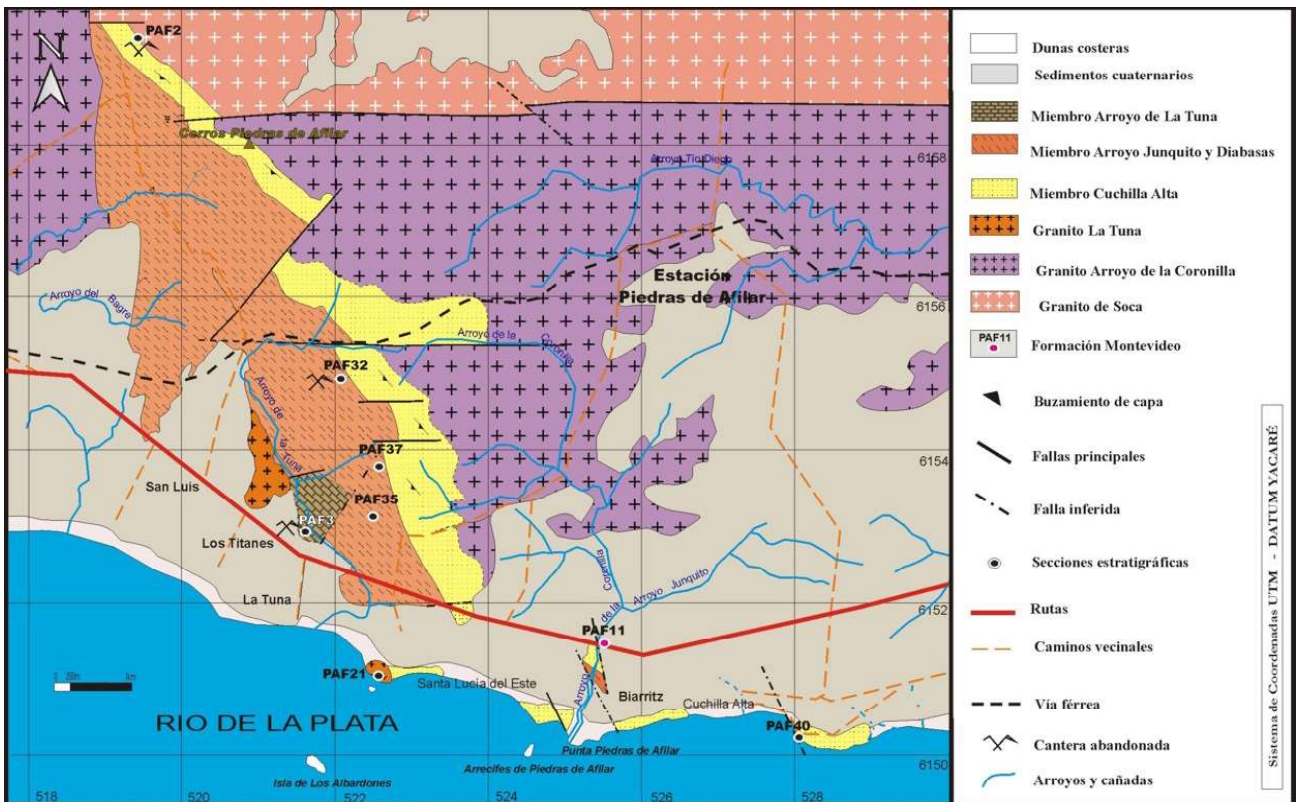 PAF2
N
Cerros Piedras de Afilar
6158
Arroyo Tio Diego
Estación
Piedras de Afilar
6156
Arroyo del Bagre
Arroyo de la Coronilla
PAF32
Arroyo de la Tuna
6154
PAF37
San Luis
PAF35
PAF3
Los Titanes
La Tuna
Arroyo Junquito
6152
PAF11
Arroyo de la Coronilla
PAF21
Santa Lucia del Este
Biarritz
Cuchilla Alta
PAF40
RIO DE LA PLATA
Punta Piedras de Afilar
Arrecifes de Piedras de Afilar
6150
Isla de Los Albardones
518
520
522
524
526
528
Dunas costeras
Sedimentos cuaternarios
Miembro Arroyo de La Tuna
Miembro Arroyo Junquito y Diabasas
Miembro Cuchilla Alta
Granito La Tuna
Granito Arroyo de la Coronilla
Granito de Soca
PAF11
Formación Montevideo
Buzamiento de capa
Fallas principales
Falla inferida
Secciones estratigráficas
Rutas
Caminos vecinales
Vía férrea
Cantera abandonada
Arroyos y cañadas
Sistema de Coordenadas UTM - DATUM YACARÉ